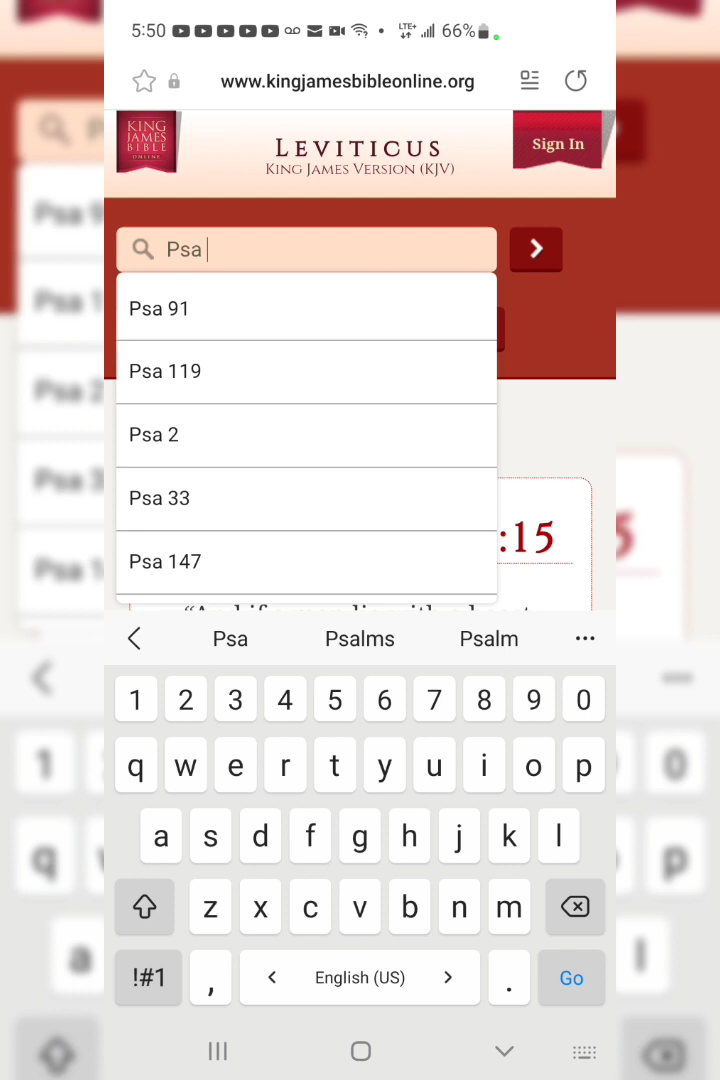 5:50 LTE+ 66%
www.kingjamesbibleonline.org
KING
JAMES
BIBLE
ONLINE
LEVITICUS
KING JAMES VERSION (KJV)
Sign In
Psa
Psa 91
Psa 119
Psa 2
Psa 33
Psa 147
:15
Psa Psalms Psalm
1 2 3 4 5 6 7 8 9 0
q w e r t y u i o p
a s d f g h j k l
z x c v b n m
!#1 , English (US) . Go